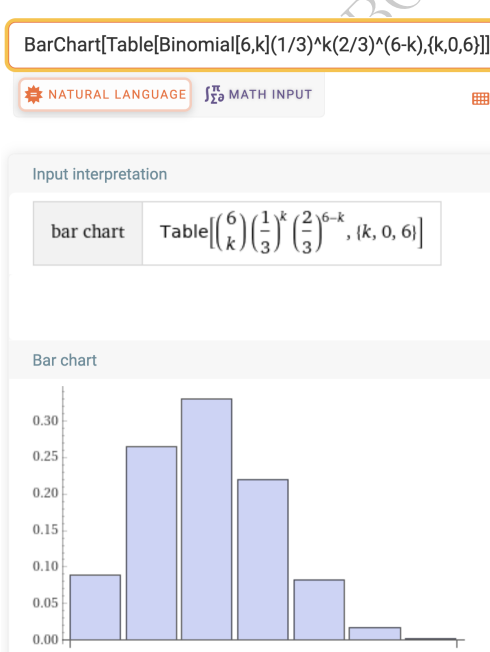 BarChart[Table[Binomial[6,k](1/3)^k(2/3)^(6-k),{k,0,6}]]
NATURAL LANGUAGE
MATH INPUT
Input interpretation
bar chart
Table[(6 k) (1/3)^k (2/3)^6−k, {k, 0, 6}]
Bar chart
0.30
0.25
0.20
0.15
0.10
0.05
0.00